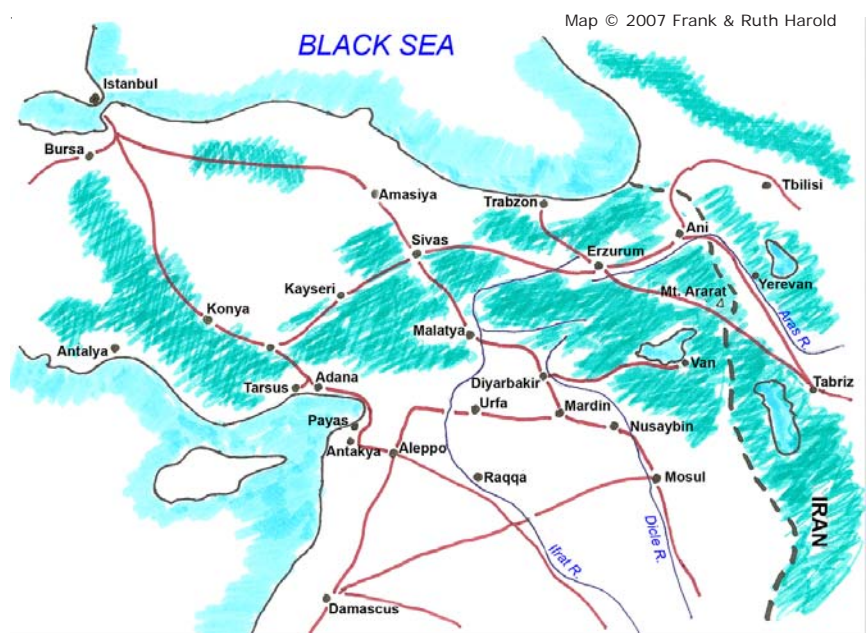 Map © 2007 Frank & Ruth Harold
BLACK SEA
Istanbul
Bursa
Tbilisi
Amasiya
Trabzon
Ani
Sivas
Erzurum
Kayseri
Mt. Ararat
Yerevan
Konya
Aras R.
Malatya
Antalya
Van
Diyarbakir
Tabriz
Tarsus
Adana
Urfa
Mardin
Payas
Nusaybin
Antakya
Aleppo
Raqqa
Mosul
IRAN
Dicle R.
Ifrat R.
Damascus